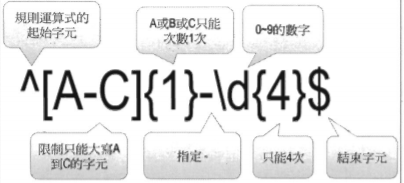 規則運算式的
起始字元
A或B或C只能
次數1次
0~9的數字
^[A-C]{1}-\d{4}$
限制只能大寫A
到C的字元
指定 -
只能4次
結束字元